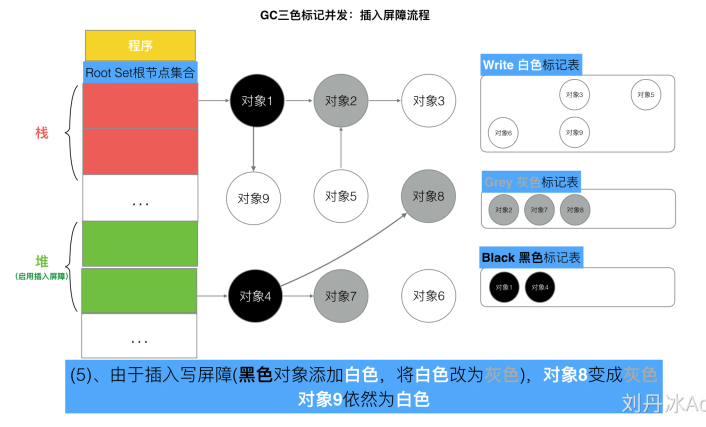 GC三色标记并发：插入屏障流程
程序
Root Set根节点集合
栈
...
堆
(启用插入屏障)
...
对象1
对象2
对象3
对象9
对象5
对象8
对象4
对象7
对象6
Write 白色标记表
对象3
对象5
对象6
对象9
Grey 灰色标记表
对象2
对象7
对象8
Black 黑色标记表
对象1
对象4
(5)、由于插入写屏障(黑色对象添加白色，将白色改为灰色)，对象8变成灰色
对象9依然为白色
刘丹冰Ac